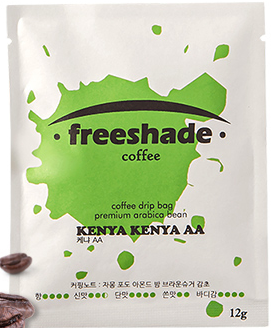 • freeshade •
coffee
coffee drip bag
premium arabica bean
KENYA KENYA AA
케냐 AA
커핑노트 : 자몽 포도 아몬드 밤 브라운슈거 감초
향 신맛 단맛 쓴맛 바디감
12g